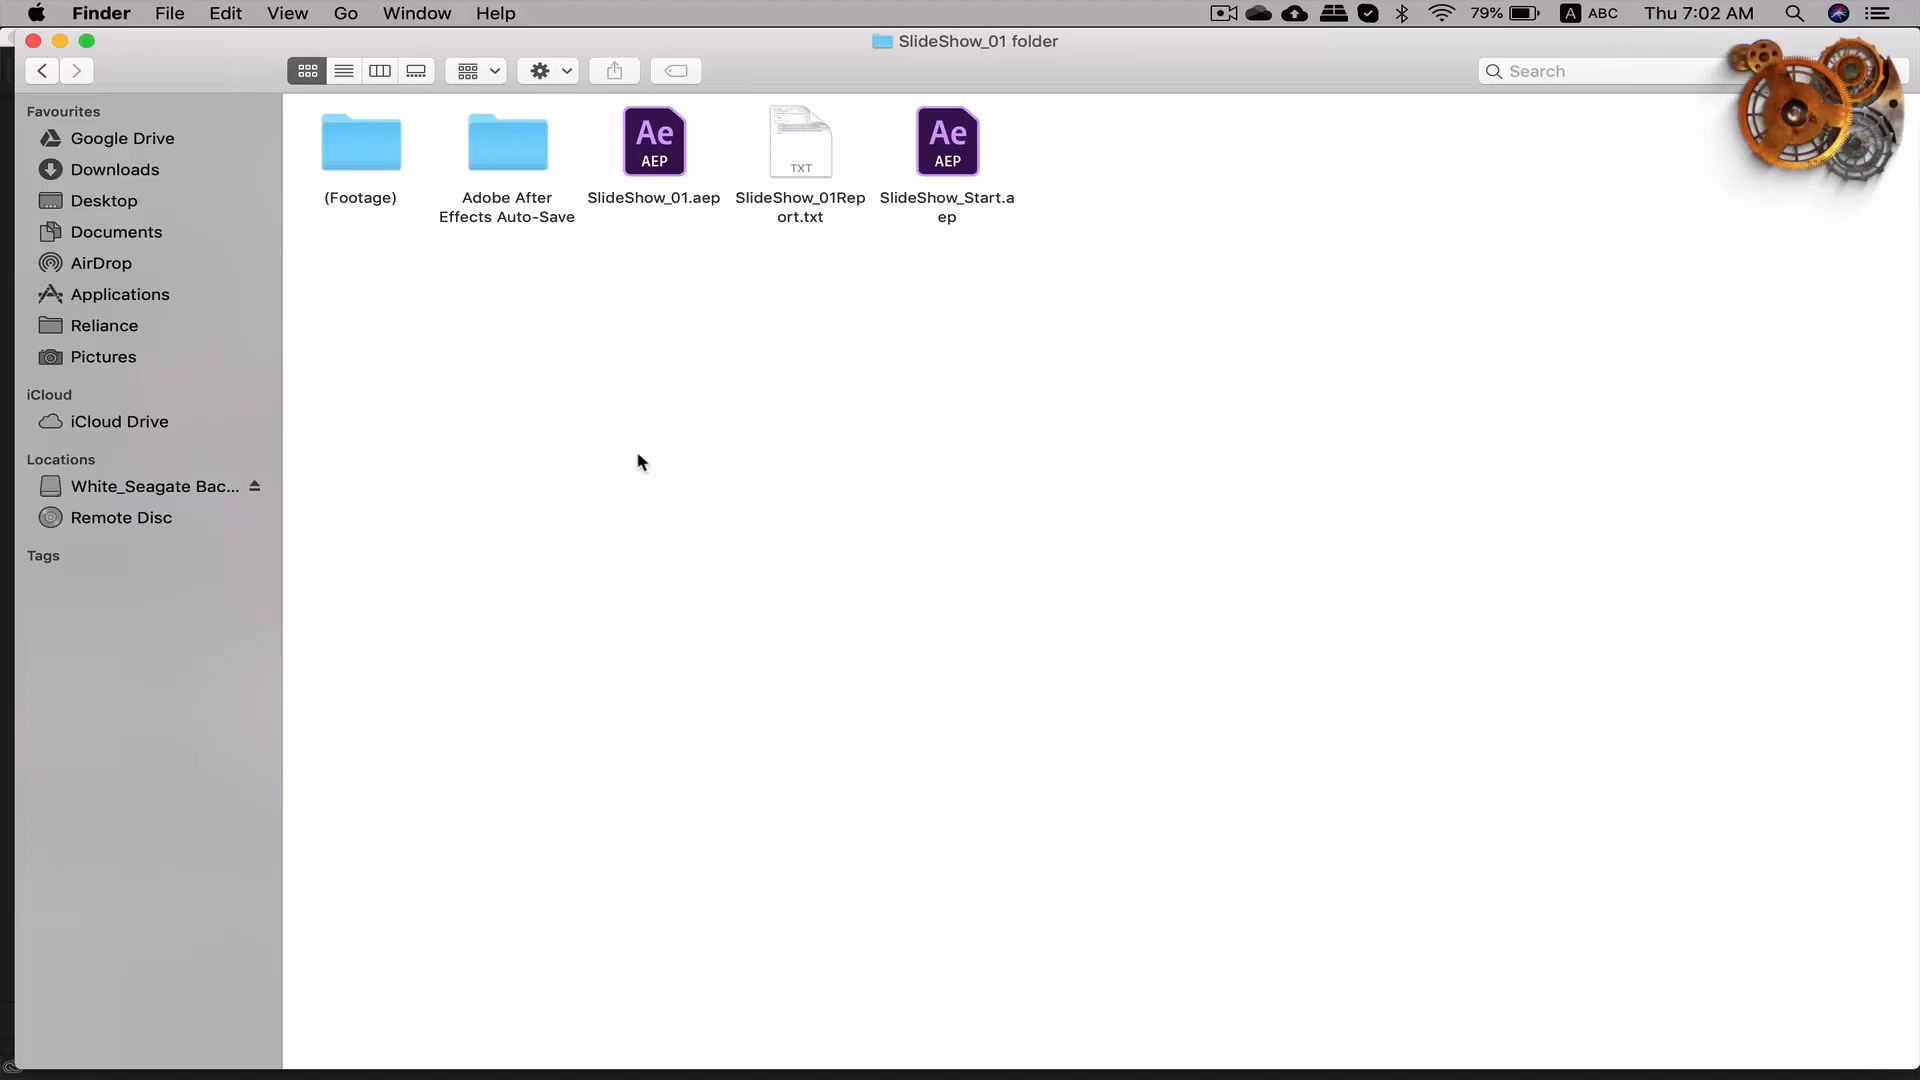 Finder File Edit View Go Window Help 79% A ABC Thu 7:02 AM
SlideShow_01 folder
Search
Favourites
Google Drive
Downloads
Desktop
Documents
AirDrop
Applications
Reliance
Pictures
iCloud
iCloud Drive
Locations
White_Seagate Bac...
Remote Disc
Tags
(Footage)
Adobe After
Effects Auto-Save
Ae
AEP
SlideShow_01.aep
TXT
SlideShow_01Rep
ort.txt
Ae
AEP
SlideShow_Start.a
ep